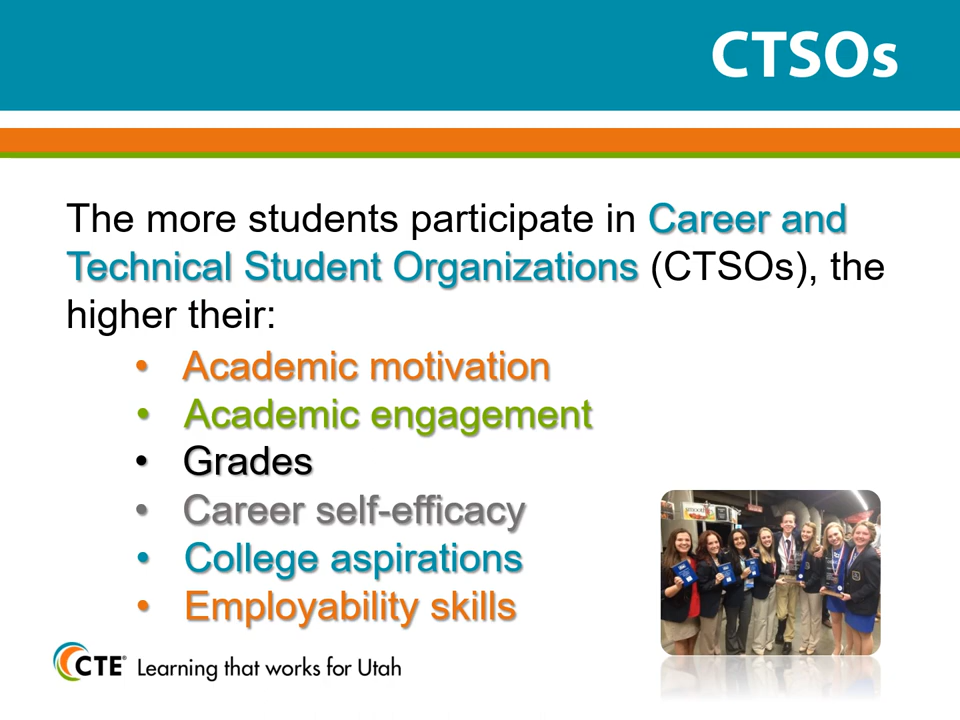 CTSOs
The more students participate in Career and
Technical Student Organizations (CTSOs), the
higher their:
• Academic motivation
• Academic engagement
• Grades
• Career self-efficacy
• College aspirations
• Employability skills
CTE® Learning that works for Utah